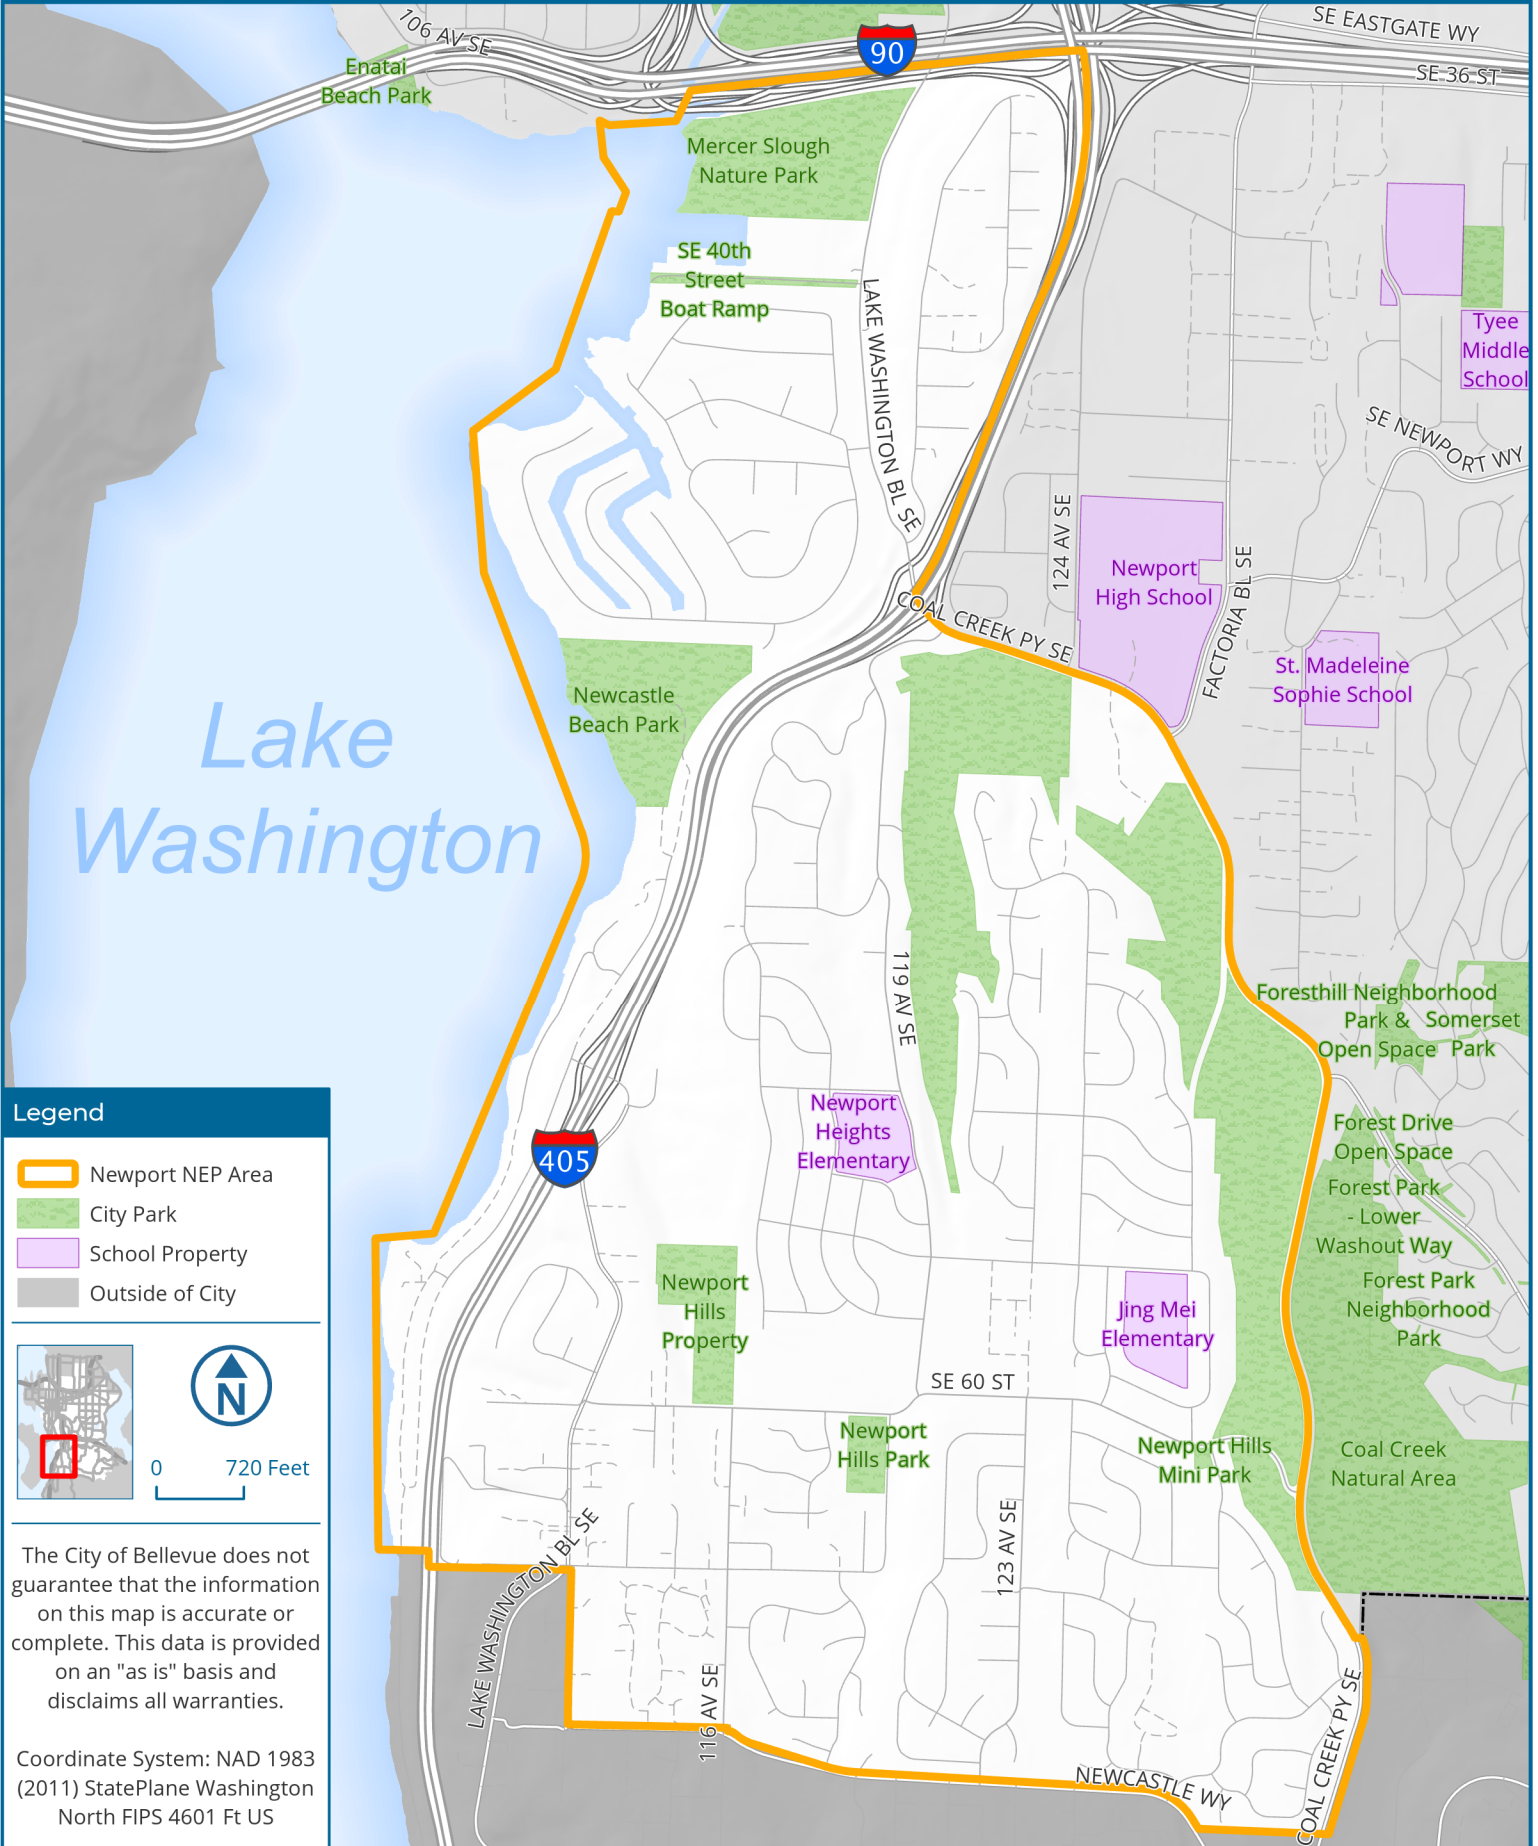 106 AV SE
90
SE EASTGATE WY
SE 36 ST
Enatai
Beach Park
Mercer Slough
Nature Park
SE 40th
Street
Boat Ramp
LAKE WASHINGTON BL SE
Tyee
Middle
School
SE NEWPORT WY
124 AV SE
Newport
High School
FACTORIA BL SE
COAL CREEK PY SE
St. Madeleine
Sophie School
Newcastle
Beach Park
Lake
Washington
119 AV SE
Foresthill Neighborhood
Park &
Open Space
Somerset
Park
Newport
Heights
Elementary
405
Forest Drive
Open Space
Forest Park
- Lower
Washout Way
Forest Park
Neighborhood
Park
Newport
Hills
Property
Jing Mei
Elementary
SE 60 ST
Newport
Hills Park
Newport Hills
Mini Park
Coal Creek
Natural Area
123 AV SE
LAKE WASHINGTON BL SE
116 AV SE
NEWCASTLE WY
COAL CREEK PY SE
Legend
Newport NEP Area
City Park
School Property
Outside of City
N
0 720 Feet
The City of Bellevue does not
guarantee that the information
on this map is accurate or
complete. This data is provided
on an "as is" basis and
disclaims all warranties.
Coordinate System: NAD 1983
(2011) StatePlane Washington
North FIPS 4601 Ft US